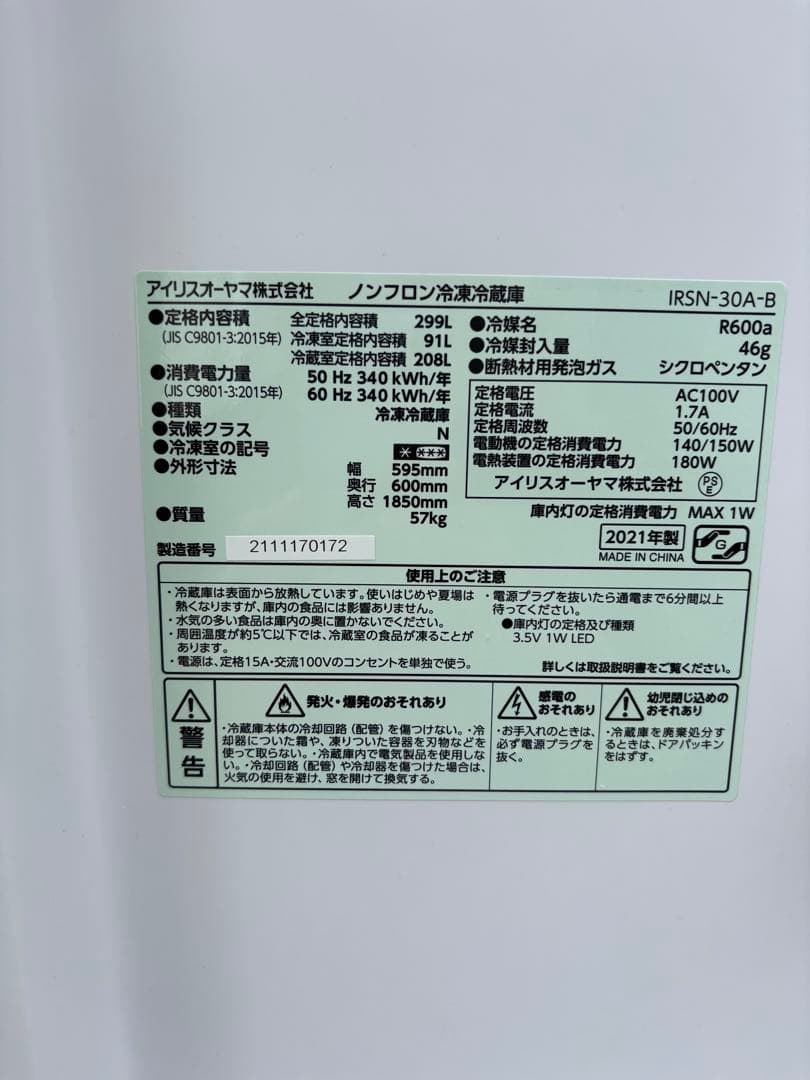 アイリスオーヤマ株式会社 ノンフロン冷凍冷蔵庫 IRSN-30A-B
●定格内容積 全定格内容積 299L
(JIS C9801-3:2015年) 冷凍室定格内容積 91L
冷蔵室定格内容積 208L
●消費電力量 50 Hz 340 kWh/年
(JIS C9801-3:2015年) 60 Hz 340 kWh/年
●種類 冷凍冷蔵庫
●気候クラス N
●冷凍室の記号
●外形寸法 幅 595mm
奥行 600mm
高さ 1850mm
●質量 57kg
●冷媒名 R600a
●冷媒封入量 46g
●断熱材用発泡ガス シクロペンタン
定格電圧 AC100V
定格電流 1.7A
定格周波数 50/60Hz
電動機の定格消費電力 140/150W
電熱装置の定格消費電力 180W
アイリスオーヤマ株式会社 PSE
庫内灯の定格消費電力 MAX 1W
2021年製
MADE IN CHINA
G
製造番号 2111170172
使用上のご注意
・冷蔵庫は表面から放熱しています。使いはじめや夏場は
熱くなりますが、庫内の食品には影響ありません。
・水気の多い食品は庫内の奥に置かないでください。
・周囲温度が約5℃以下では、冷蔵室の食品が凍ることが
あります。
・電源は、定格15A・交流100Vのコンセントを単独で使う。
・電源プラグを抜いたら通電まで6分間以上
待ってください。
●庫内灯の定格及び種類
3.5V 1W LED
詳しくは取扱説明書をご覧ください。
警告
発火・爆発のおそれあり
・冷蔵庫本体の冷却回路（配管）を傷つけない。・冷
却器についた霜や、凍りついた容器を刃物などを
使って取らない。・冷蔵庫内で電気製品を使用しな
い。・冷却回路（配管）や冷却器を傷つけた場合は、
火気の使用を避け、窓を開けて換気する。
感電の
おそれあり
・お手入れのときは、
必ず電源プラグを
抜く。
幼児閉じ込めの
おそれあり
・冷蔵庫を廃棄処分す
るときは、ドアパッキン
をはずす。